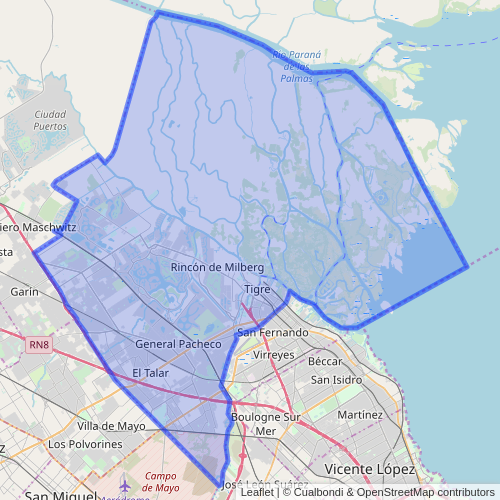 Río Paraná
de las
Palmas
Ciudad
Puertos
iero Maschwitz
sta
Garín
Rincón de Milberg
Tigre
RN8
San Fernando
General Pacheco
Virreyes
Béccar
El Talar
San Isidro
Villa de Mayo
Boulogne Sur
Mer
Martínez
Los Polvorines
Campo
de Mayo
José León Suárez
Vicente López
San Miguel
Aeródromo
Leaflet | © Cualbondi & OpenStreetMap contributors